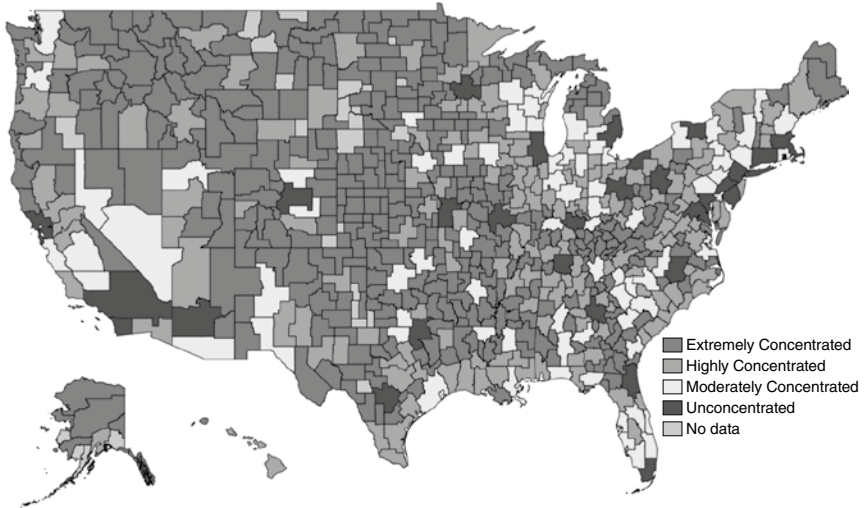 Extremely Concentrated
Highly Concentrated
Moderately Concentrated
Unconcentrated
No data